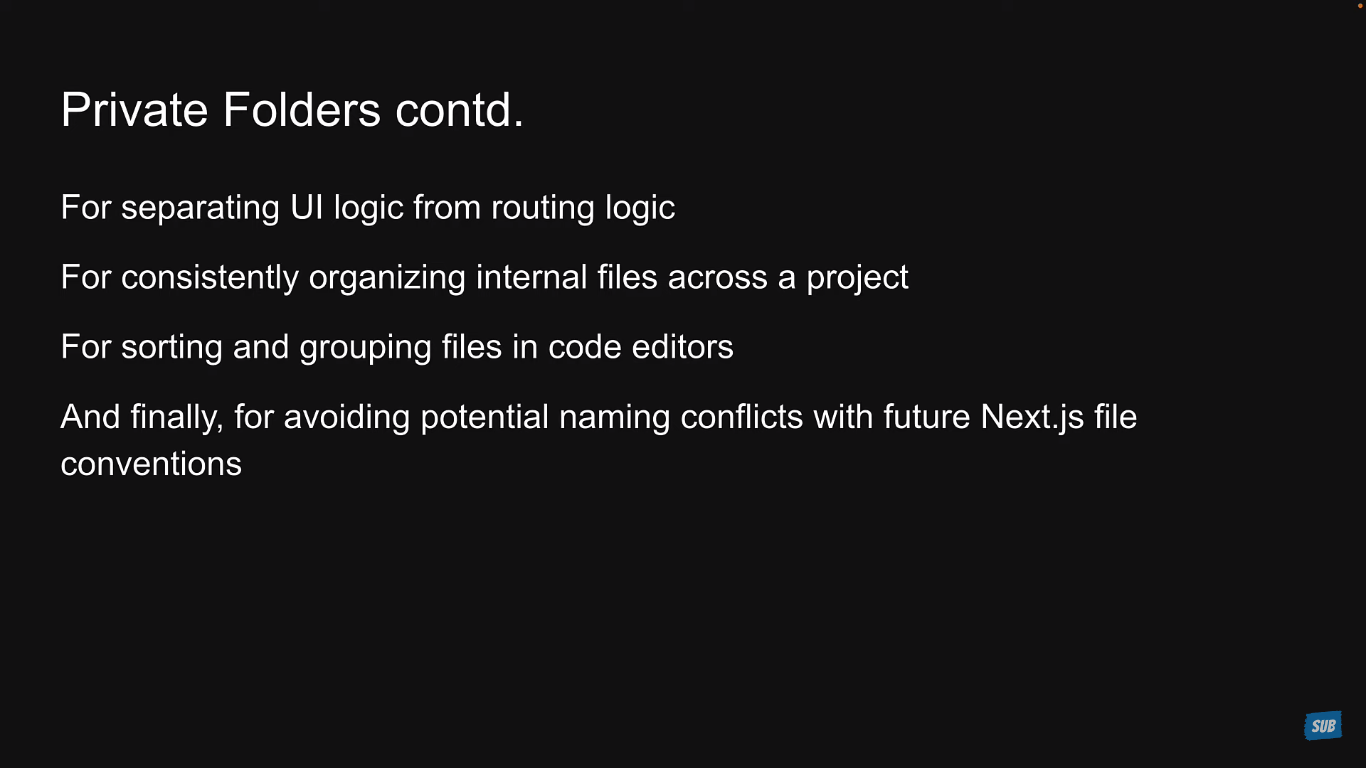 Private Folders contd.
For separating UI logic from routing logic
For consistently organizing internal files across a project
For sorting and grouping files in code editors
And finally, for avoiding potential naming conflicts with future Next.js file
conventions
SUB